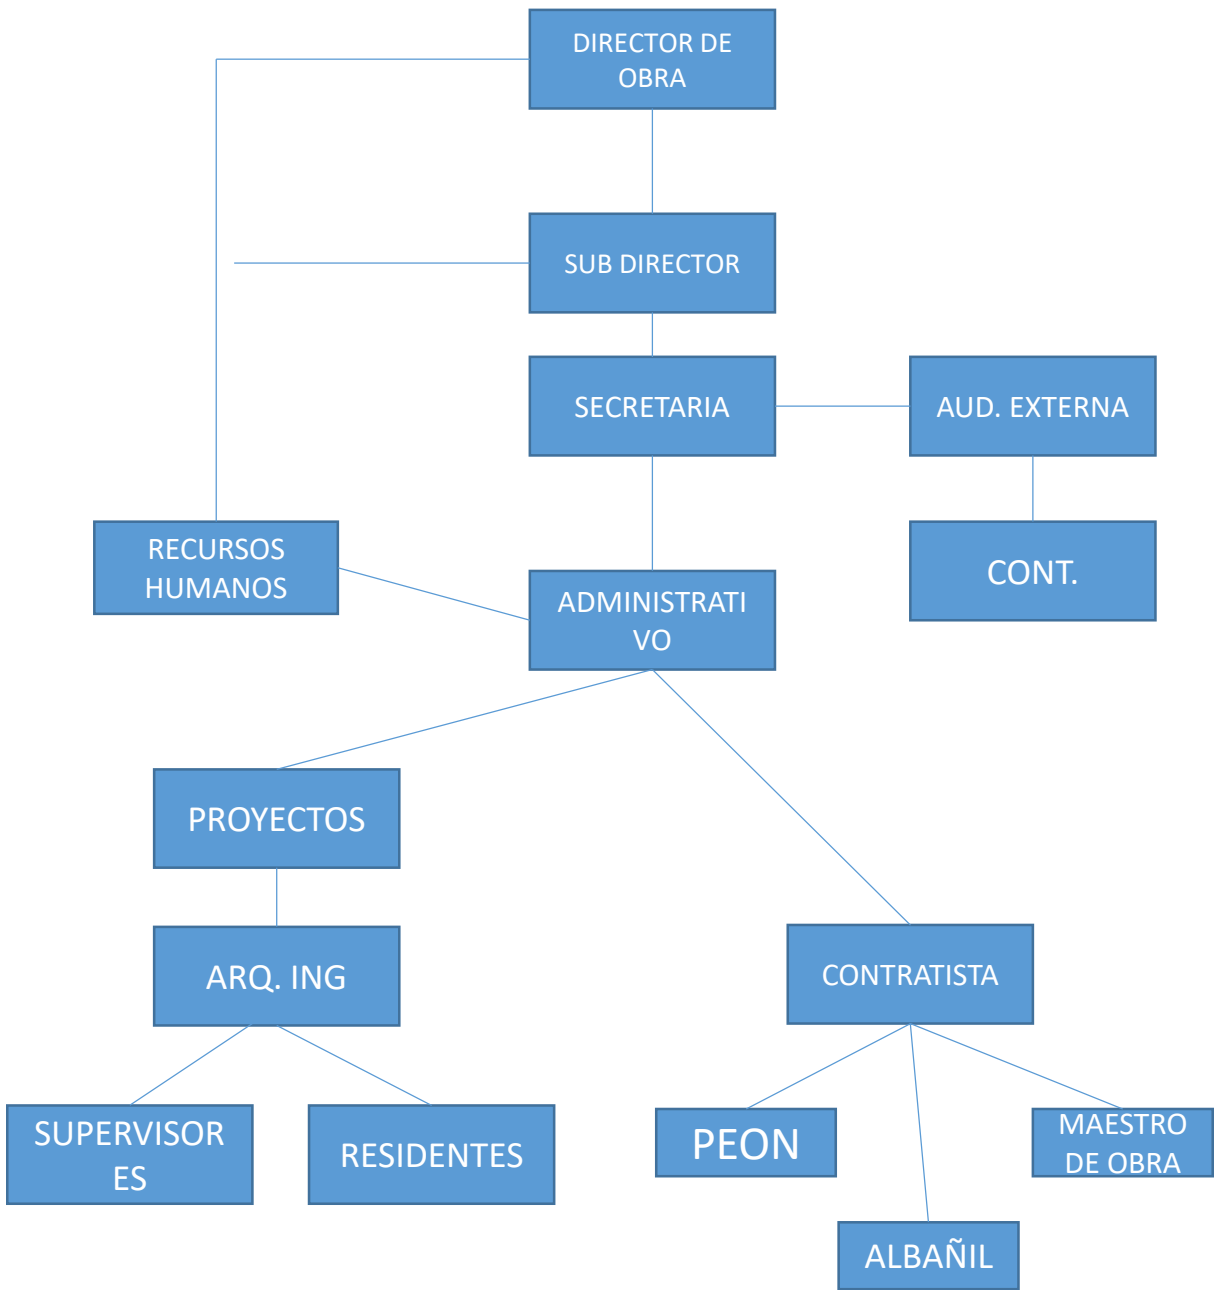 DIRECTOR DE
OBRA
SUB DIRECTOR
SECRETARIA
AUD. EXTERNA
RECURSOS
HUMANOS
CONT.
ADMINISTRATI
VO
PROYECTOS
ARQ. ING
CONTRATISTA
SUPERVISOR
ES
RESIDENTES
PEON
MAESTRO
DE OBRA
ALBAÑIL